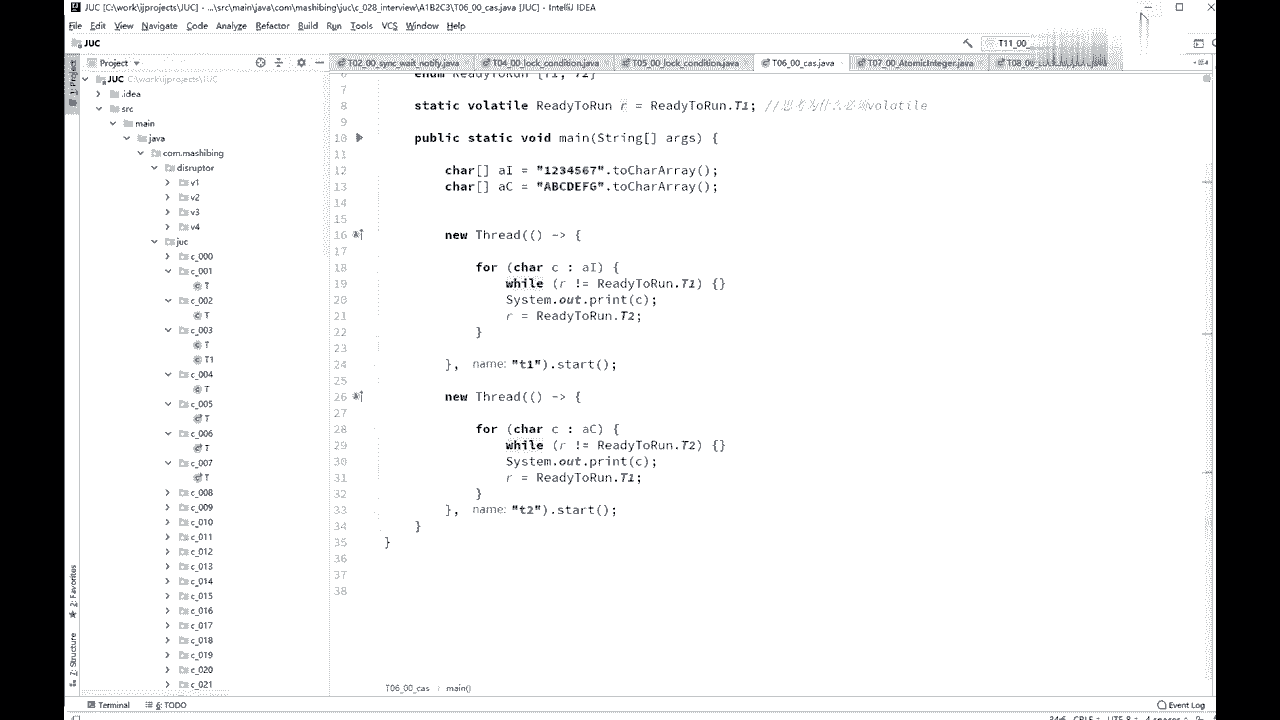 JUC [C:\work\ijprojects\JUC] - ...\src\main\java\com\mashibing\juc\c_028_interview\A1B2C3\T06_00_cas.java [JUC] - IntelliJ IDEA
File Edit View Navigate Code Analyze Refactor Build Run Tools VCS Window Help
JUC
T11_00_
Project
T02_00_sync_wait_notify.java T04_00_lock_condition.java T05_00_lock_condition.java T06_00_cas.java T07_00_AtomicInteger.java
1: Project
JUC C:\work\ijprojects\JUC
.idea
src
main
java
com.mashibing
disruptor
v1
v2
v3
v4
juc
c_000
c_001
T
c_002
T
c_003
T
T1
c_004
T
c_005
T
c_006
T
c_007
T
c_008
c_009
c_010
c_011
c_012
c_013
c_014
c_015
c_016
c_017
c_018
c_019
c_020
c_021
2: Favorites
Z: Structure
6 enum ReadyToRun {T1, T2}
7
8 static volatile ReadyToRun r = ReadyToRun.T1; //思考为什么必须volatile
9
10 public static void main(String[] args) {
11
12 char[] aI = "1234567".toCharArray();
13 char[] aC = "ABCDEFG".toCharArray();
14
15
16 new Thread(() -> {
17
18 for (char c : aI) {
19 while (r != ReadyToRun.T1) {}
20 System.out.print(c);
21 r = ReadyToRun.T2;
22 }
23
24 }, name: "t1").start();
25
26 new Thread(() -> {
27
28 for (char c : aC) {
29 while (r != ReadyToRun.T2) {}
30 System.out.print(c);
31 r = ReadyToRun.T1;
32 }
33 }, name: "t2").start();
34 }
35 }
36
37
38
T06_00_cas main()
Terminal 6: TODO Event Log